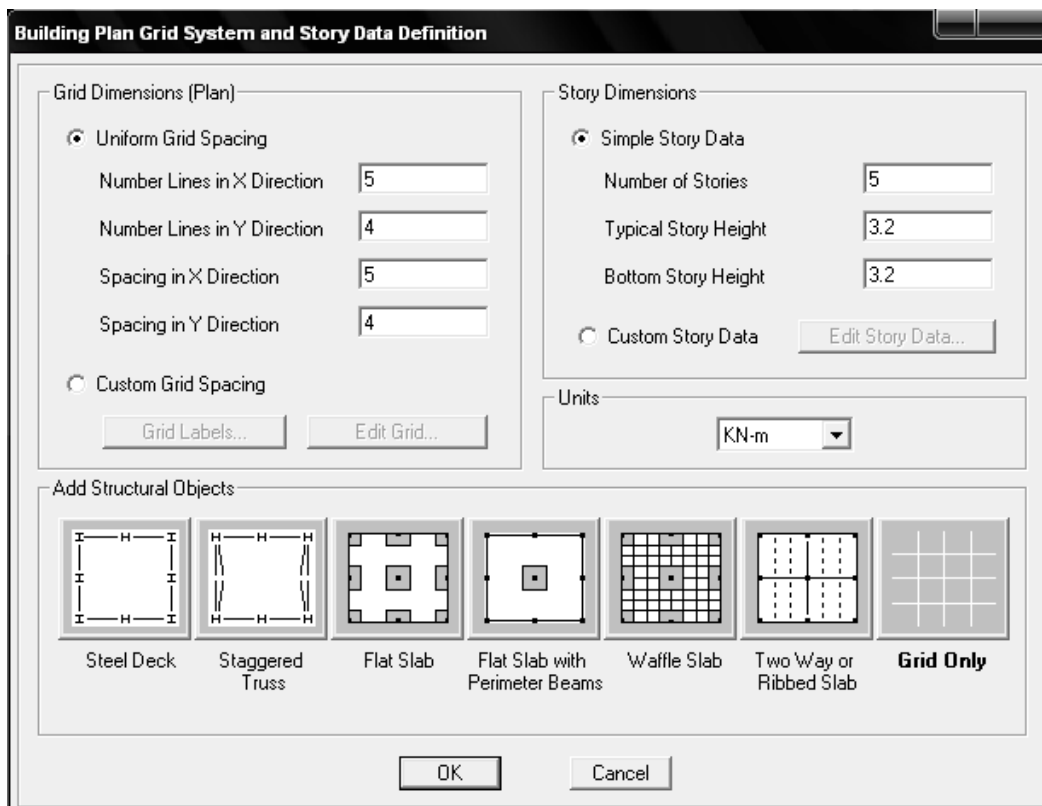 Building Plan Grid System and Story Data Definition
Grid Dimensions (Plan)
Uniform Grid Spacing
Number Lines in X Direction 5
Number Lines in Y Direction 4
Spacing in X Direction 5
Spacing in Y Direction 4
Custom Grid Spacing
Grid Labels... Edit Grid...
Story Dimensions
Simple Story Data
Number of Stories 5
Typical Story Height 3.2
Bottom Story Height 3.2
Custom Story Data Edit Story Data...
Units
KN-m
Add Structural Objects
Steel Deck
Staggered
Truss
Flat Slab
Flat Slab with
Perimeter Beams
Waffle Slab
Two Way or
Ribbed Slab
Grid Only
OK Cancel